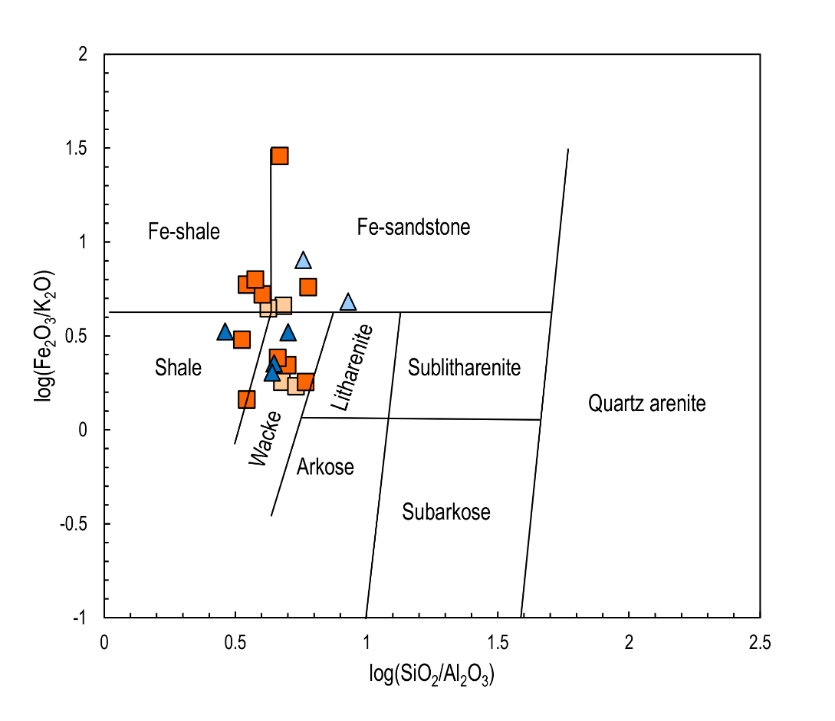 2
1.5
1
0.5
0
-0.5
-1
log(Fe₂O₃/K₂O)
Fe-shale
Fe-sandstone
Shale
Wacke
Litharenite
Sublitharenite
Quartz arenite
Arkose
Subarkose
0
0.5
1
1.5
2
2.5
log(SiO₂/Al₂O₃)